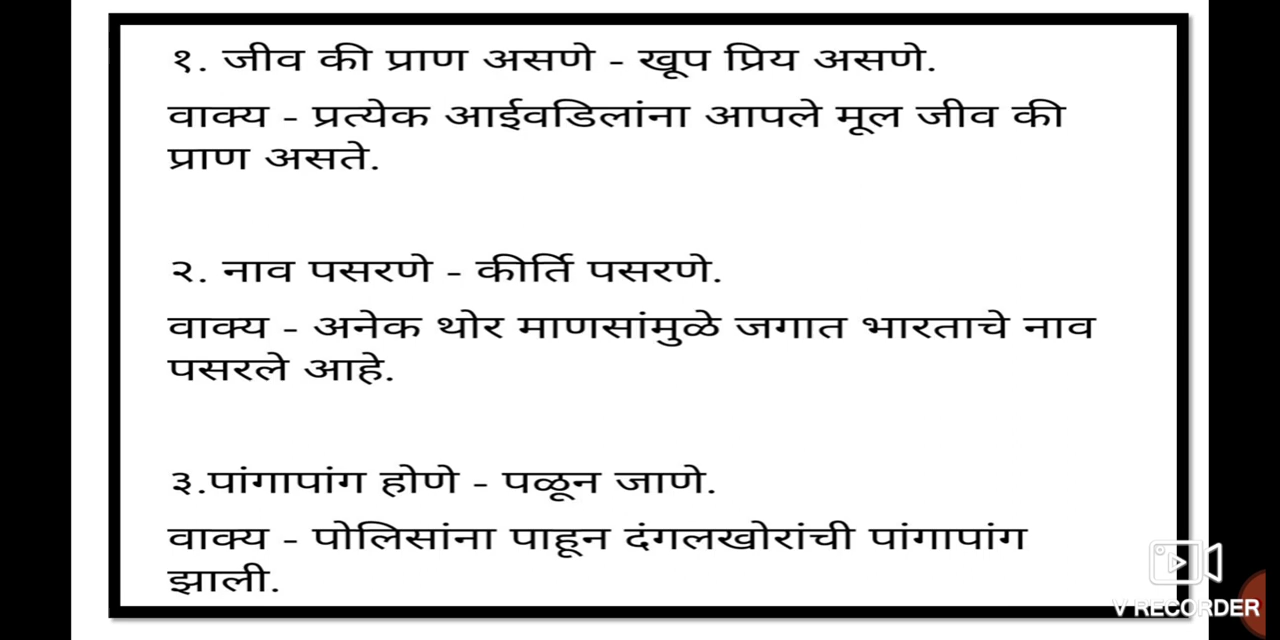 १. जीव की प्राण असणे - खूप प्रिय असणे.
वाक्य - प्रत्येक आईवडिलांना आपले मूल जीव की
प्राण असते.
२. नाव पसरणे - कीर्ति पसरणे.
वाक्य - अनेक थोर माणसांमुळे जगात भारताचे नाव
पसरले आहे.
३.पांगापांग होणे - पळून जाणे.
वाक्य - पोलिसांना पाहून दंगलखोरांची पांगापांग
झाली.
V RECORDER